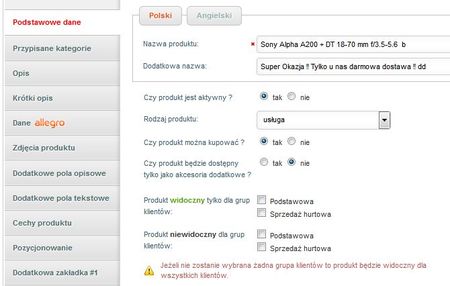 Podstawowe dane
Przypisane kategorie
Opis
Krótki opis
Dane allegro
Zdjęcia produktu
Dodatkowe pola opisowe
Dodatkowe pola tekstowe
Cechy produktu
Pozycjonowanie
Dodatkowa zakładka #1
Polski Angielski
Nazwa produktu: * Sony Alpha A200 + DT 18-70 mm f/3.5-5.6 b
Dodatkowa nazwa: Super Okazja !! Tylko u nas darmowa dostawa !! dd
Czy produkt jest aktywny ? tak nie
Rodzaj produktu: usługa
Czy produkt można kupować ? tak nie
Czy produkt będzie dostępny
tylko jako akcesoria dodatkowe ? tak nie
Produkt widoczny tylko dla grup
klientów: Podstawowa
Sprzedaż hurtowa
Produkt niewidoczny dla grup
klientów: Podstawowa
Sprzedaż hurtowa
Jeżeli nie zostanie wybrana żadna grupa klientów to produkt będzie widoczny dla
wszystkich klientów.